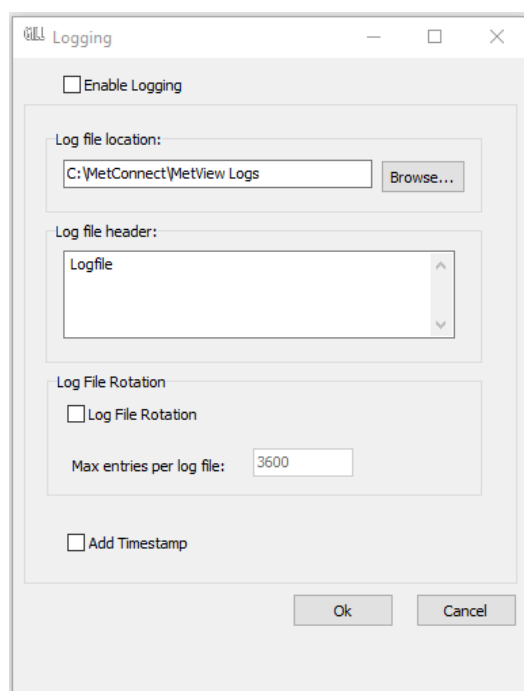 GILL Logging
Enable Logging
Log file location:
C:\MetConnect\MetView Logs
Browse...
Log file header:
Logfile
Log File Rotation
Log File Rotation
Max entries per log file:
3600
Add Timestamp
Ok
Cancel